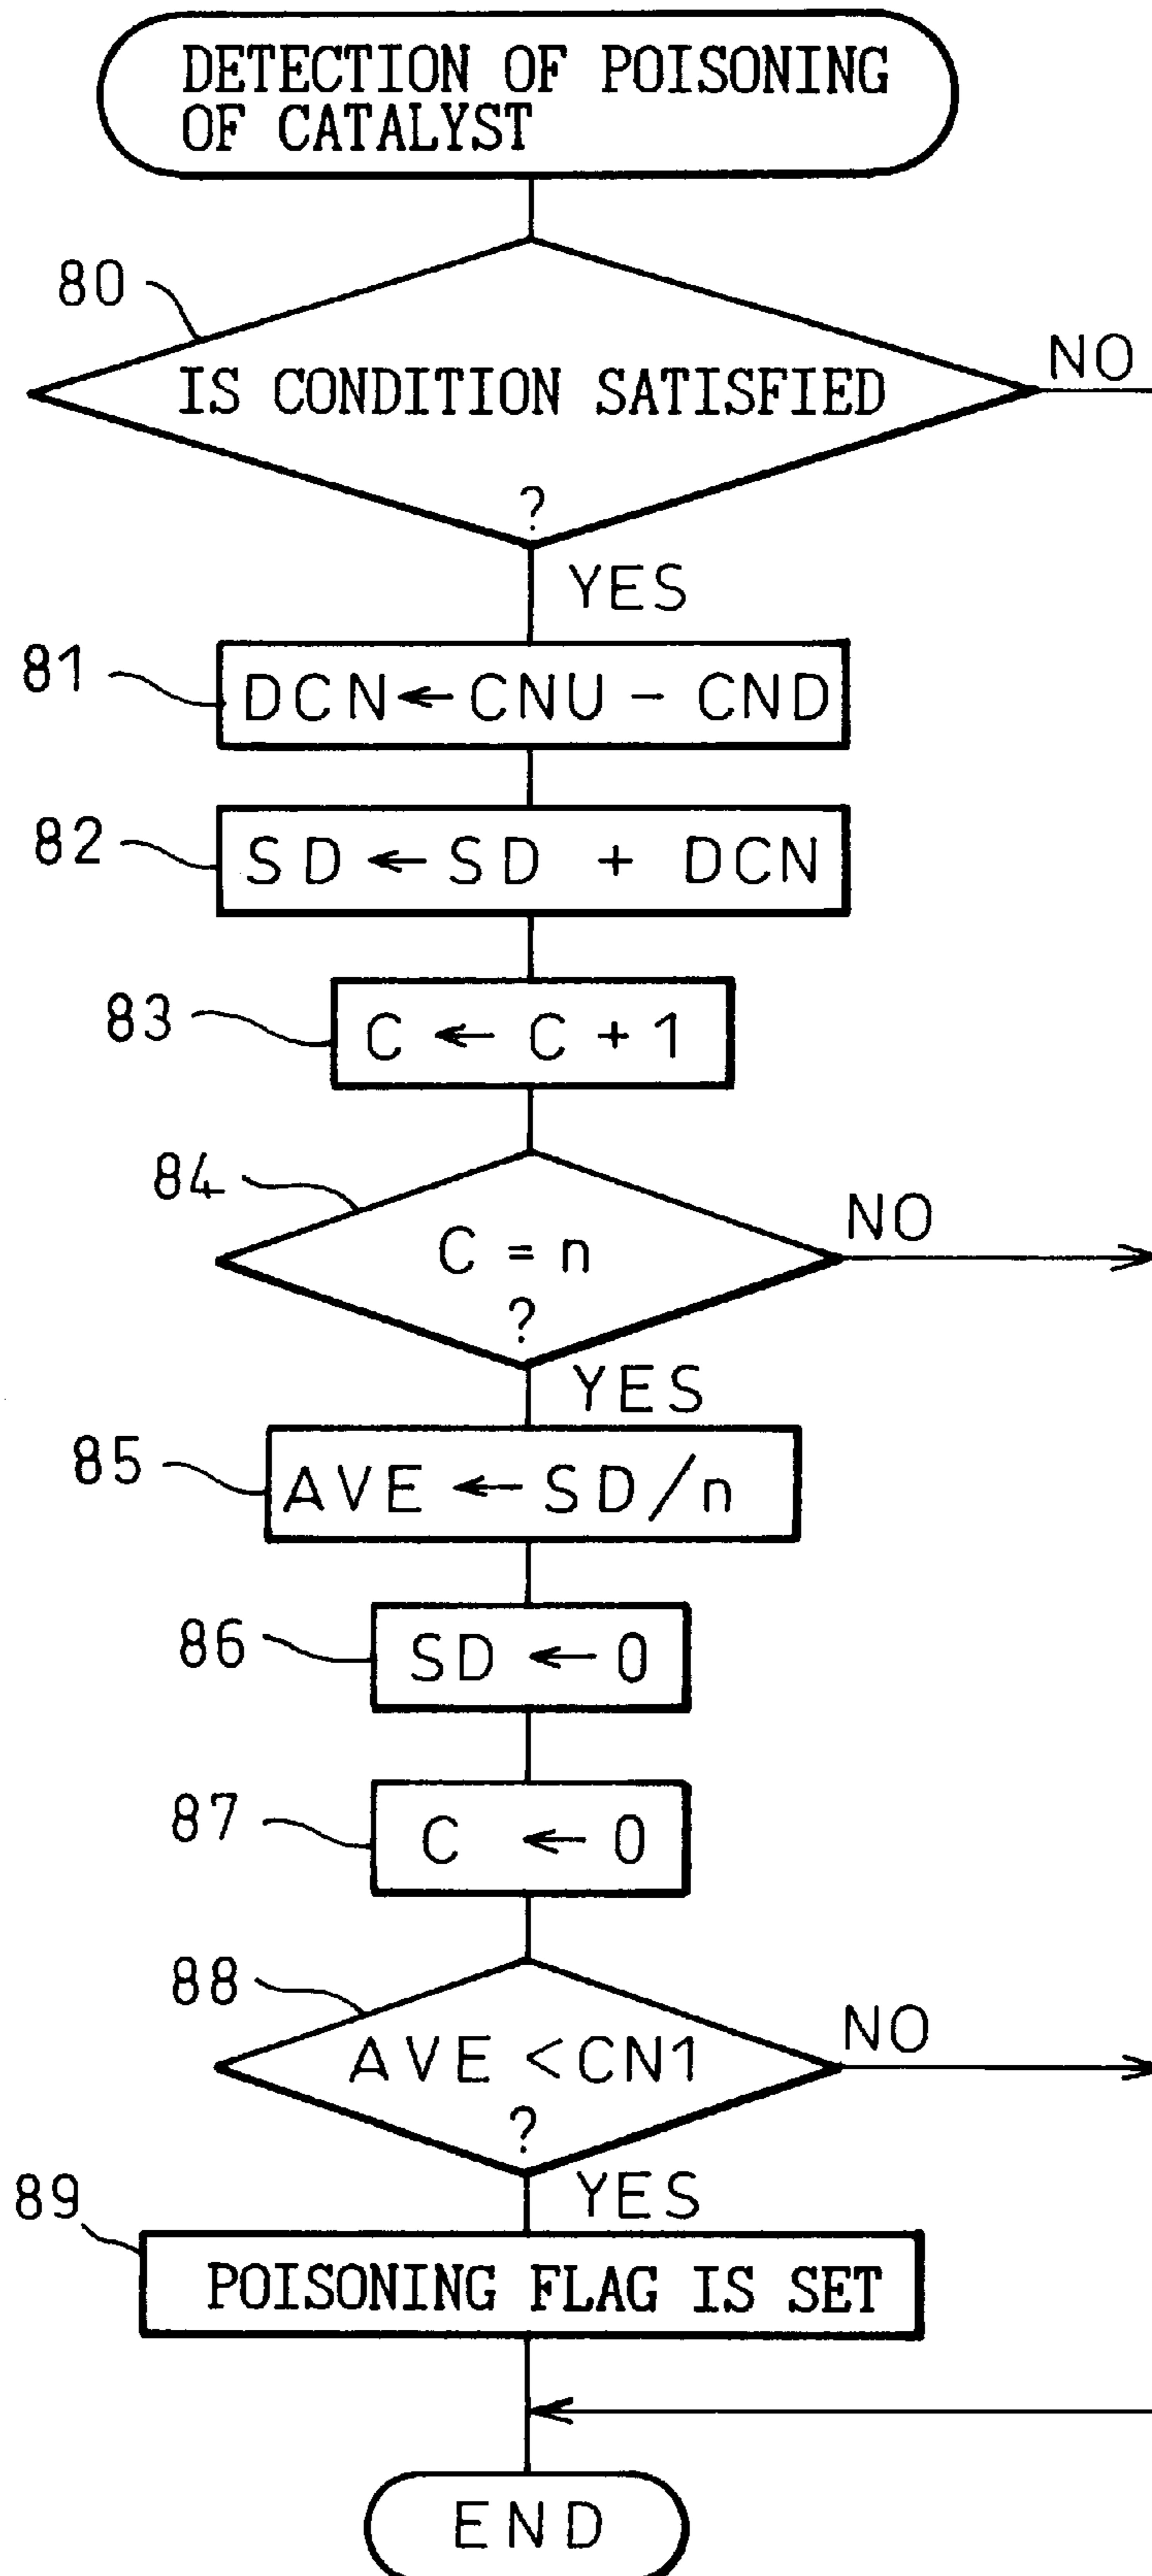 DETECTION OF POISONING
OF CATALYST
80
IS CONDITION SATISFIED
?
NO
YES
81
DCN ← CNU - CND
82
SD ← SD + DCN
83
C ← C + 1
84
C = n
?
NO
YES
85
AVE ← SD/n
86
SD ← 0
87
C ← 0
88
AVE < CN1
?
NO
YES
89
POISONING FLAG IS SET
END